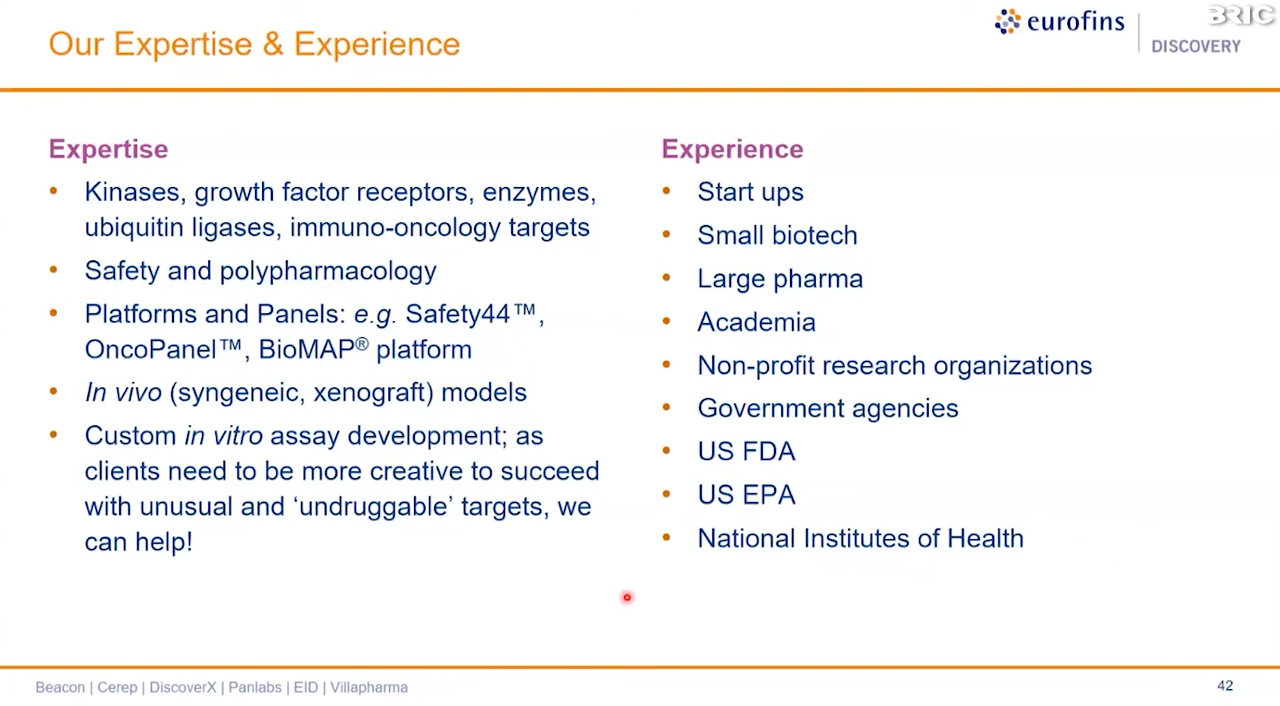 Our Expertise & Experience
eurofins
DISCOVERY
BRIC
Expertise
• Kinases, growth factor receptors, enzymes,
ubiquitin ligases, immuno-oncology targets
• Safety and polypharmacology
• Platforms and Panels: e.g. Safety44™,
OncoPanel™, BioMAP® platform
• In vivo (syngeneic, xenograft) models
• Custom in vitro assay development; as
clients need to be more creative to succeed
with unusual and ‘undruggable’ targets, we
can help!
Experience
• Start ups
• Small biotech
• Large pharma
• Academia
• Non-profit research organizations
• Government agencies
• US FDA
• US EPA
• National Institutes of Health
Beacon | Cerep | DiscoverX | Panlabs | EID | Villapharma
42